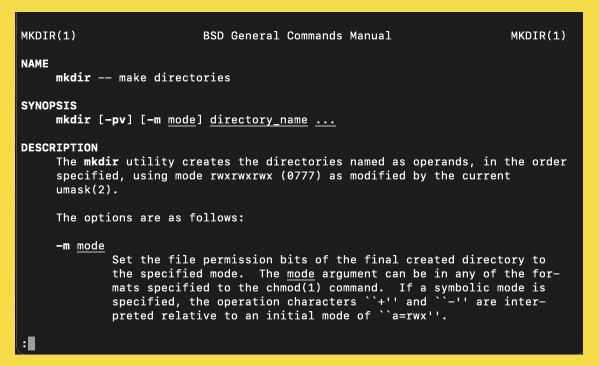 MKDIR(1) BSD General Commands Manual MKDIR(1)
NAME
mkdir -- make directories
SYNOPSIS
mkdir [-pv] [-m mode] directory_name ...
DESCRIPTION
The mkdir utility creates the directories named as operands, in the order
specified, using mode rwxrwxrwx (0777) as modified by the current
umask(2).
The options are as follows:
-m mode
Set the file permission bits of the final created directory to
the specified mode.  The mode argument can be in any of the for-
mats specified to the chmod(1) command.  If a symbolic mode is
specified, the operation characters ``+'' and ``-'' are inter-
preted relative to an initial mode of ``a=rwx''.
: